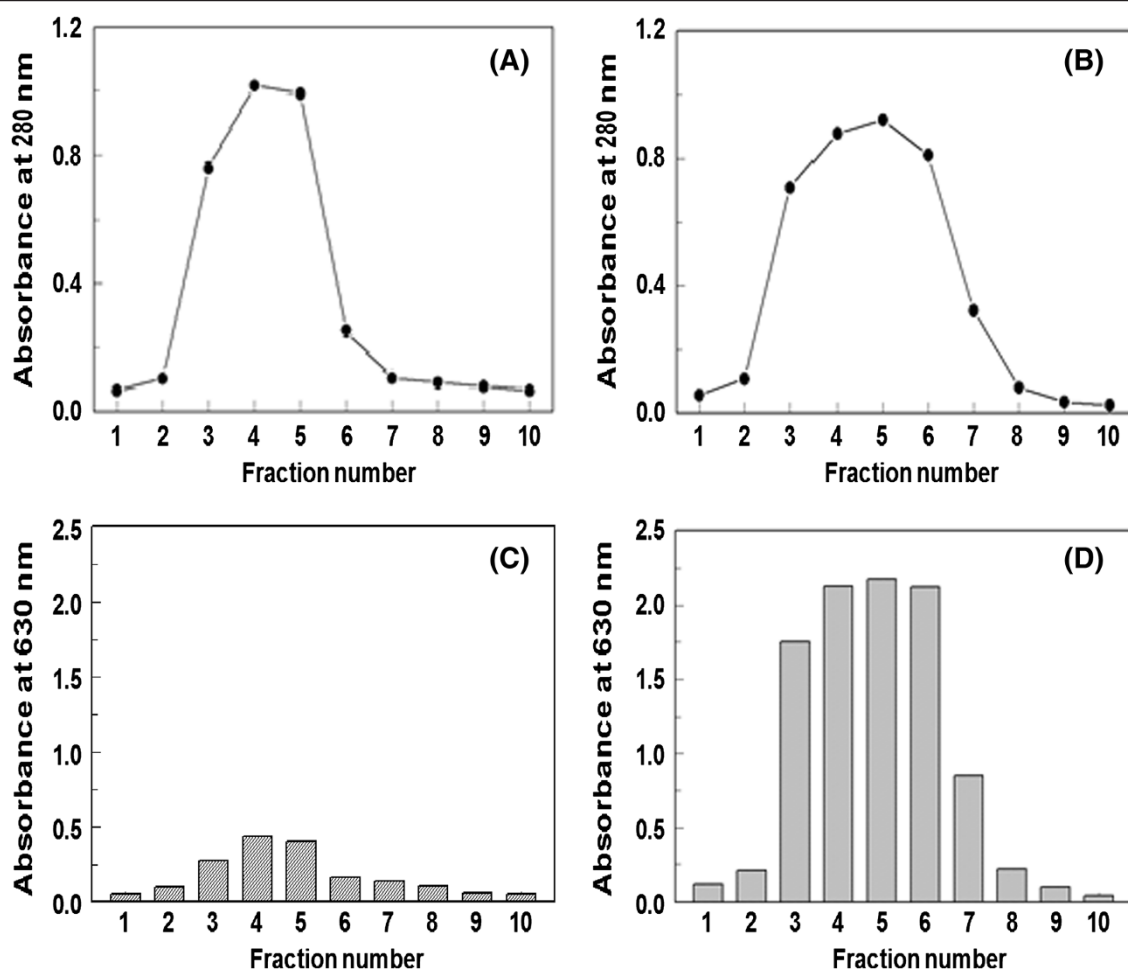 (A)
Absorbance at 280 nm
1.2
0.8
0.4
0.0
1 2 3 4 5 6 7 8 9 10
Fraction number
(B)
Absorbance at 280 nm
1.2
0.8
0.4
0.0
1 2 3 4 5 6 7 8 9 10
Fraction number
(C)
Absorbance at 630 nm
2.5
2.0
1.5
1.0
0.5
0.0
1 2 3 4 5 6 7 8 9 10
Fraction number
(D)
Absorbance at 630 nm
2.5
2.0
1.5
1.0
0.5
0.0
1 2 3 4 5 6 7 8 9 10
Fraction number